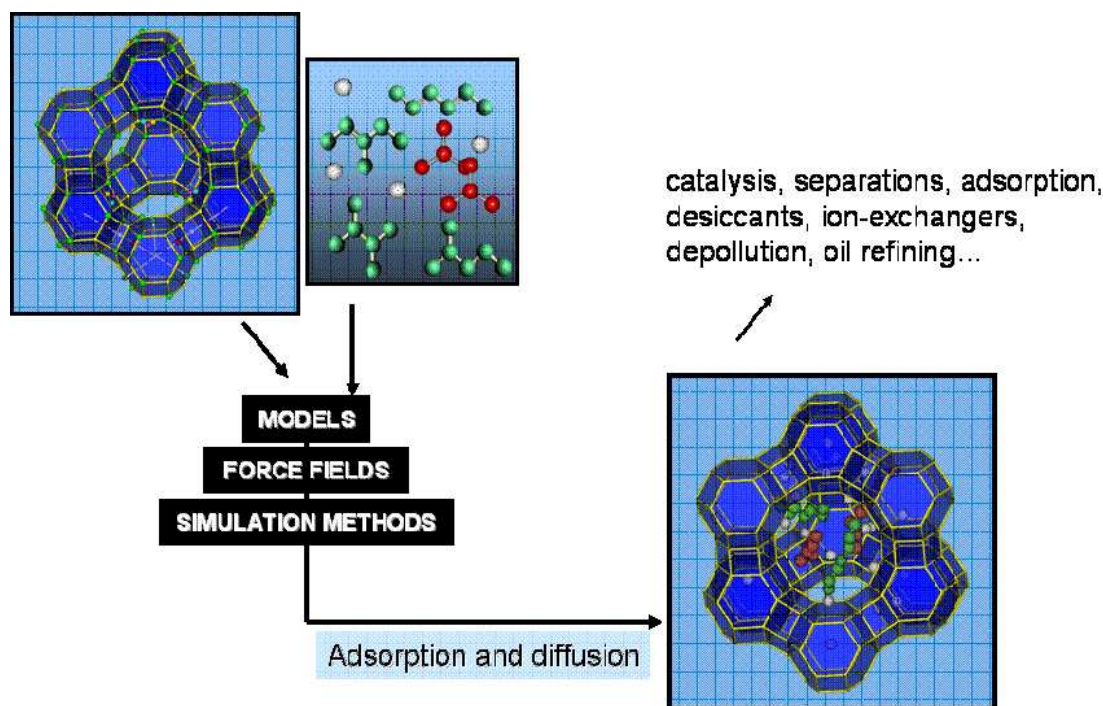 catalysis, separations, adsorption,
desiccants, ion-exchangers,
depollution, oil refining...
MODELS
FORCE FIELDS
SIMULATION METHODS
Adsorption and diffusion